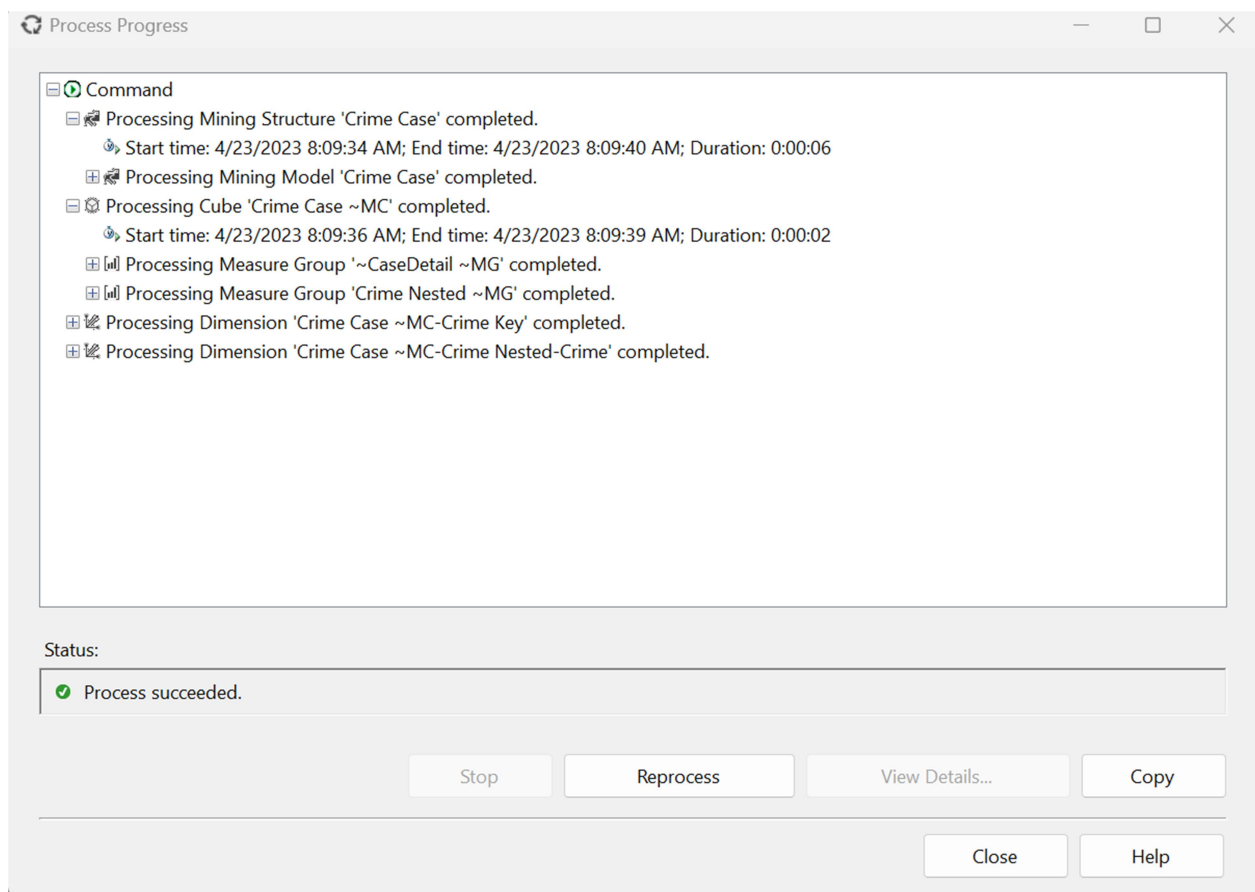 Process Progress
Command
Processing Mining Structure 'Crime Case' completed.
Start time: 4/23/2023 8:09:34 AM; End time: 4/23/2023 8:09:40 AM; Duration: 0:00:06
Processing Mining Model 'Crime Case' completed.
Processing Cube 'Crime Case ~MC' completed.
Start time: 4/23/2023 8:09:36 AM; End time: 4/23/2023 8:09:39 AM; Duration: 0:00:02
Processing Measure Group '~CaseDetail ~MG' completed.
Processing Measure Group 'Crime Nested ~MG' completed.
Processing Dimension 'Crime Case ~MC-Crime Key' completed.
Processing Dimension 'Crime Case ~MC-Crime Nested-Crime' completed.
Status:
Process succeeded.
Stop Reprocess View Details... Copy
Close Help